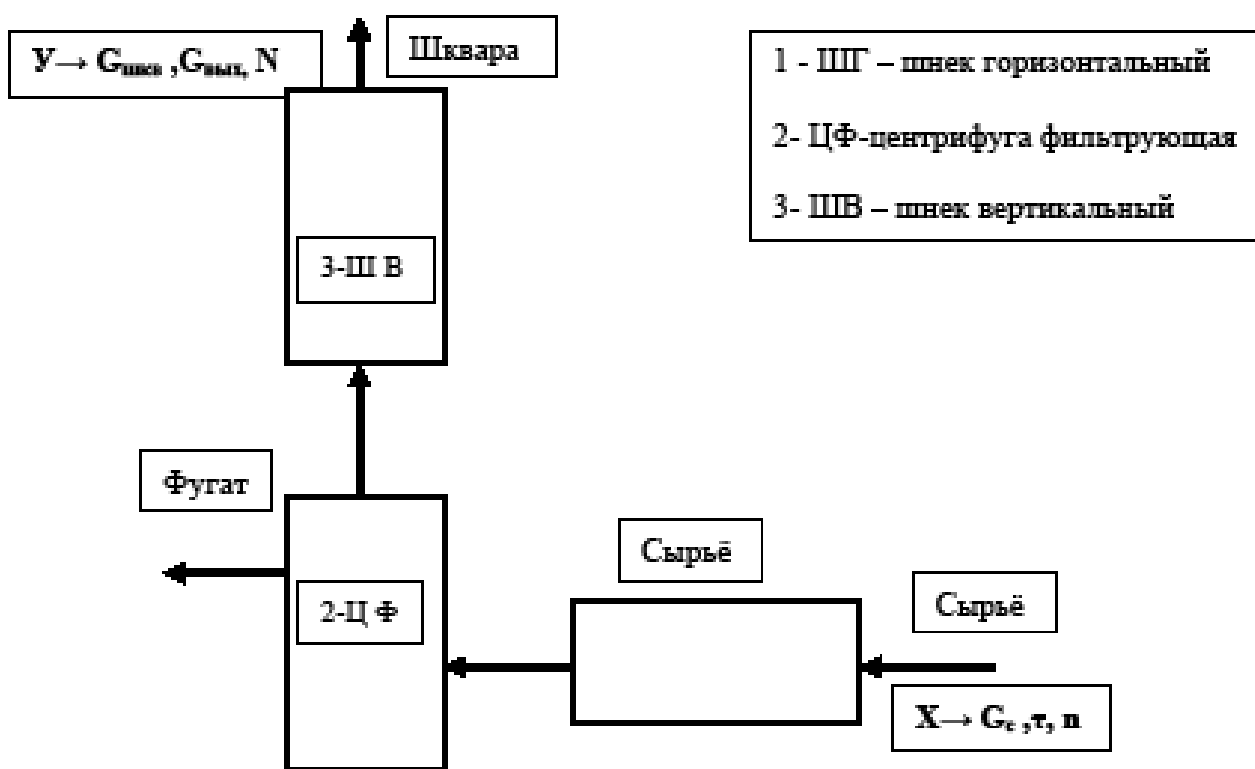 У→ Gшкв ,Gвых, N
Шквара
1 - ШГ – шнек горизонтальный
2- ЦФ-центрифуга фильтрующая
3- ШВ – шнек вертикальный
3-Ш В
Фугат
Сырьё
2-Ц Ф
Сырьё
X→ Gс ,τ, n